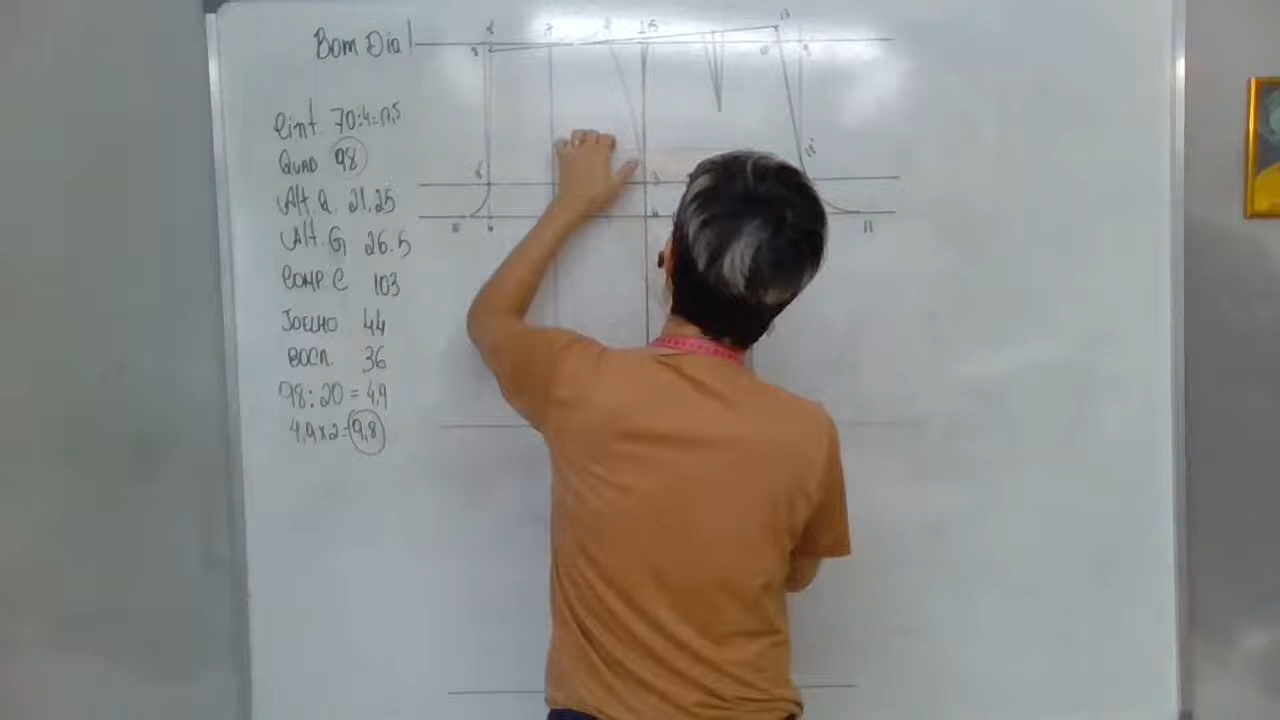 Bom Dia!
Cint. 70:4=17,5
QUAD 98
Alt. Q. 21,25
Alt. G 26.5
COMP C 103
JOELHO 44
BOCA. 36
98:20=4,9
4,9x2=9,8